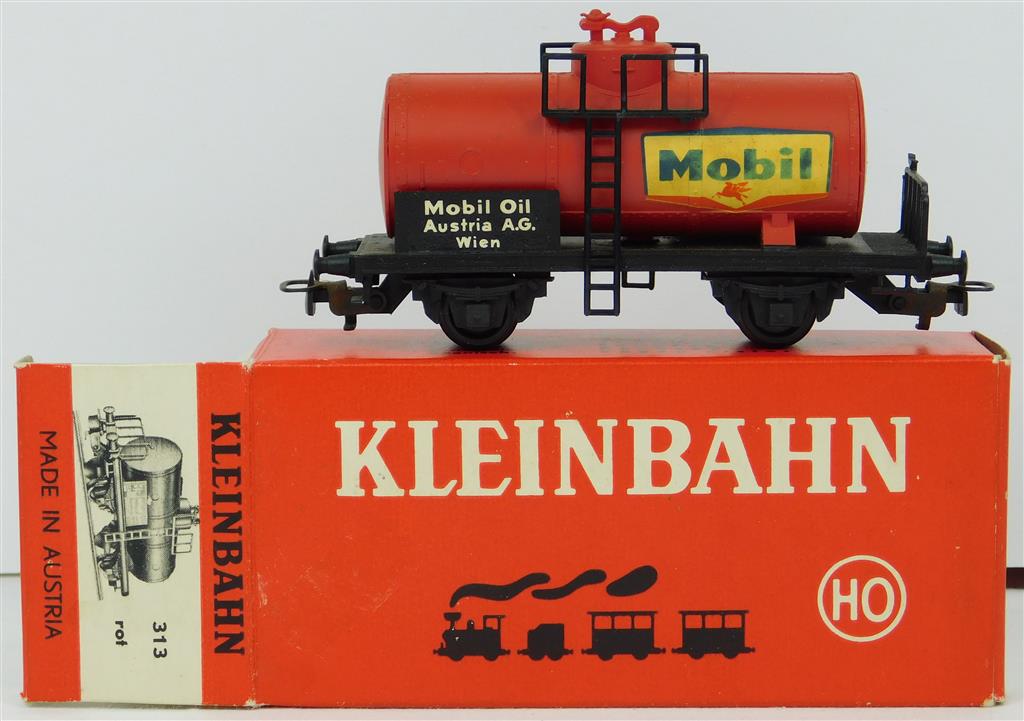 Mobil
Mobil Oil
Austria A.G.
Wien
KLEINBAHN
HO
KLEINBAHN
313
rot
MADE IN AUSTRIA